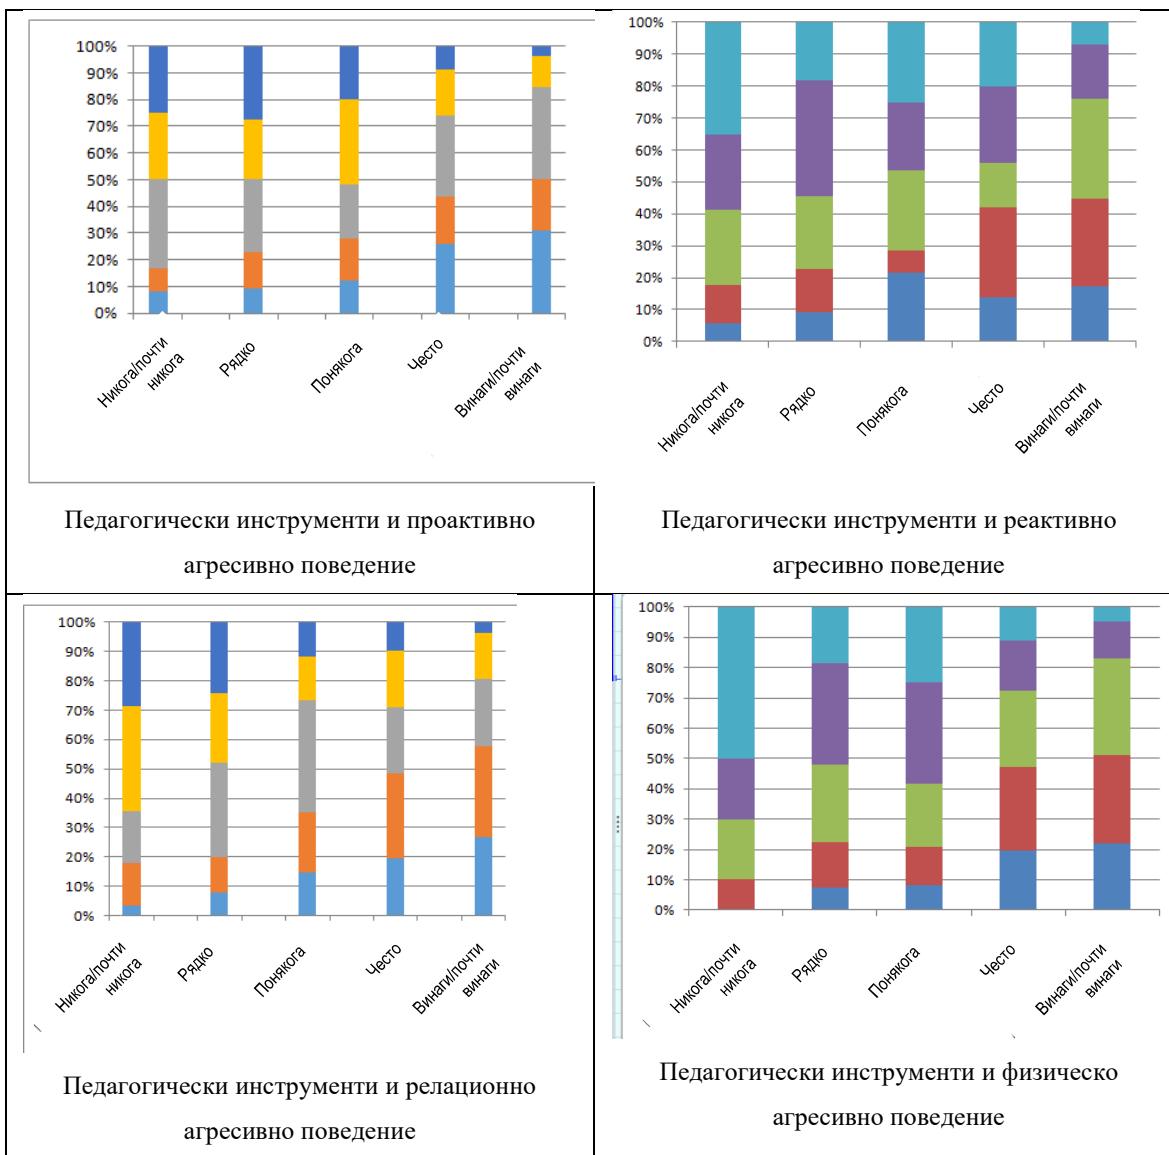 100%
90%
80%
70%
60%
50%
40%
30%
20%
10%
0%
Никога/почти
никога
Рядко
Понякога
Често
Винаги/почти
винаги
Педагогически инструменти и проактивно
агресивно поведение
100%
90%
80%
70%
60%
50%
40%
30%
20%
10%
0%
Никога/почти
никога
Рядко
Понякога
Често
Винаги/почти
винаги
Педагогически инструменти и реактивно
агресивно поведение
100%
90%
80%
70%
60%
50%
40%
30%
20%
10%
0%
Никога/почти
никога
Рядко
Понякога
Често
Винаги/почти
винаги
Педагогически инструменти и релационно
агресивно поведение
100%
90%
80%
70%
60%
50%
40%
30%
20%
10%
0%
Никога/почти
никога
Рядко
Понякога
Често
Винаги/почти
винаги
Педагогически инструменти и физическо
агресивно поведение